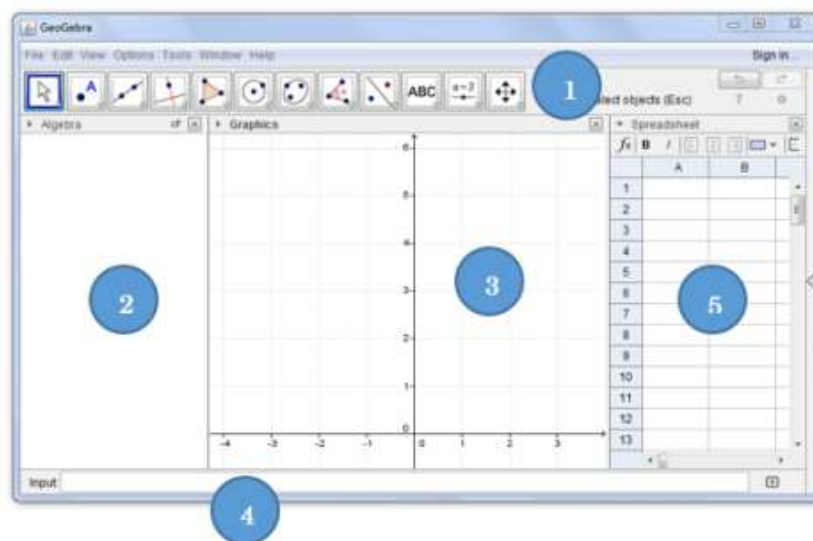 GeoGebra
File Edit View Options Tools Window Help
Sign in...
A
ABC
a=2
1
objects (Esc)
?
Algebra
Graphics
Spreadsheet
fx B I
A B
1
2
3
4
5
6
7
8
9
10
11
12
13
6
5
4
3
2
1
0
-4 -3 -2 -1 0 1 2 3
2
3
5
Input
4